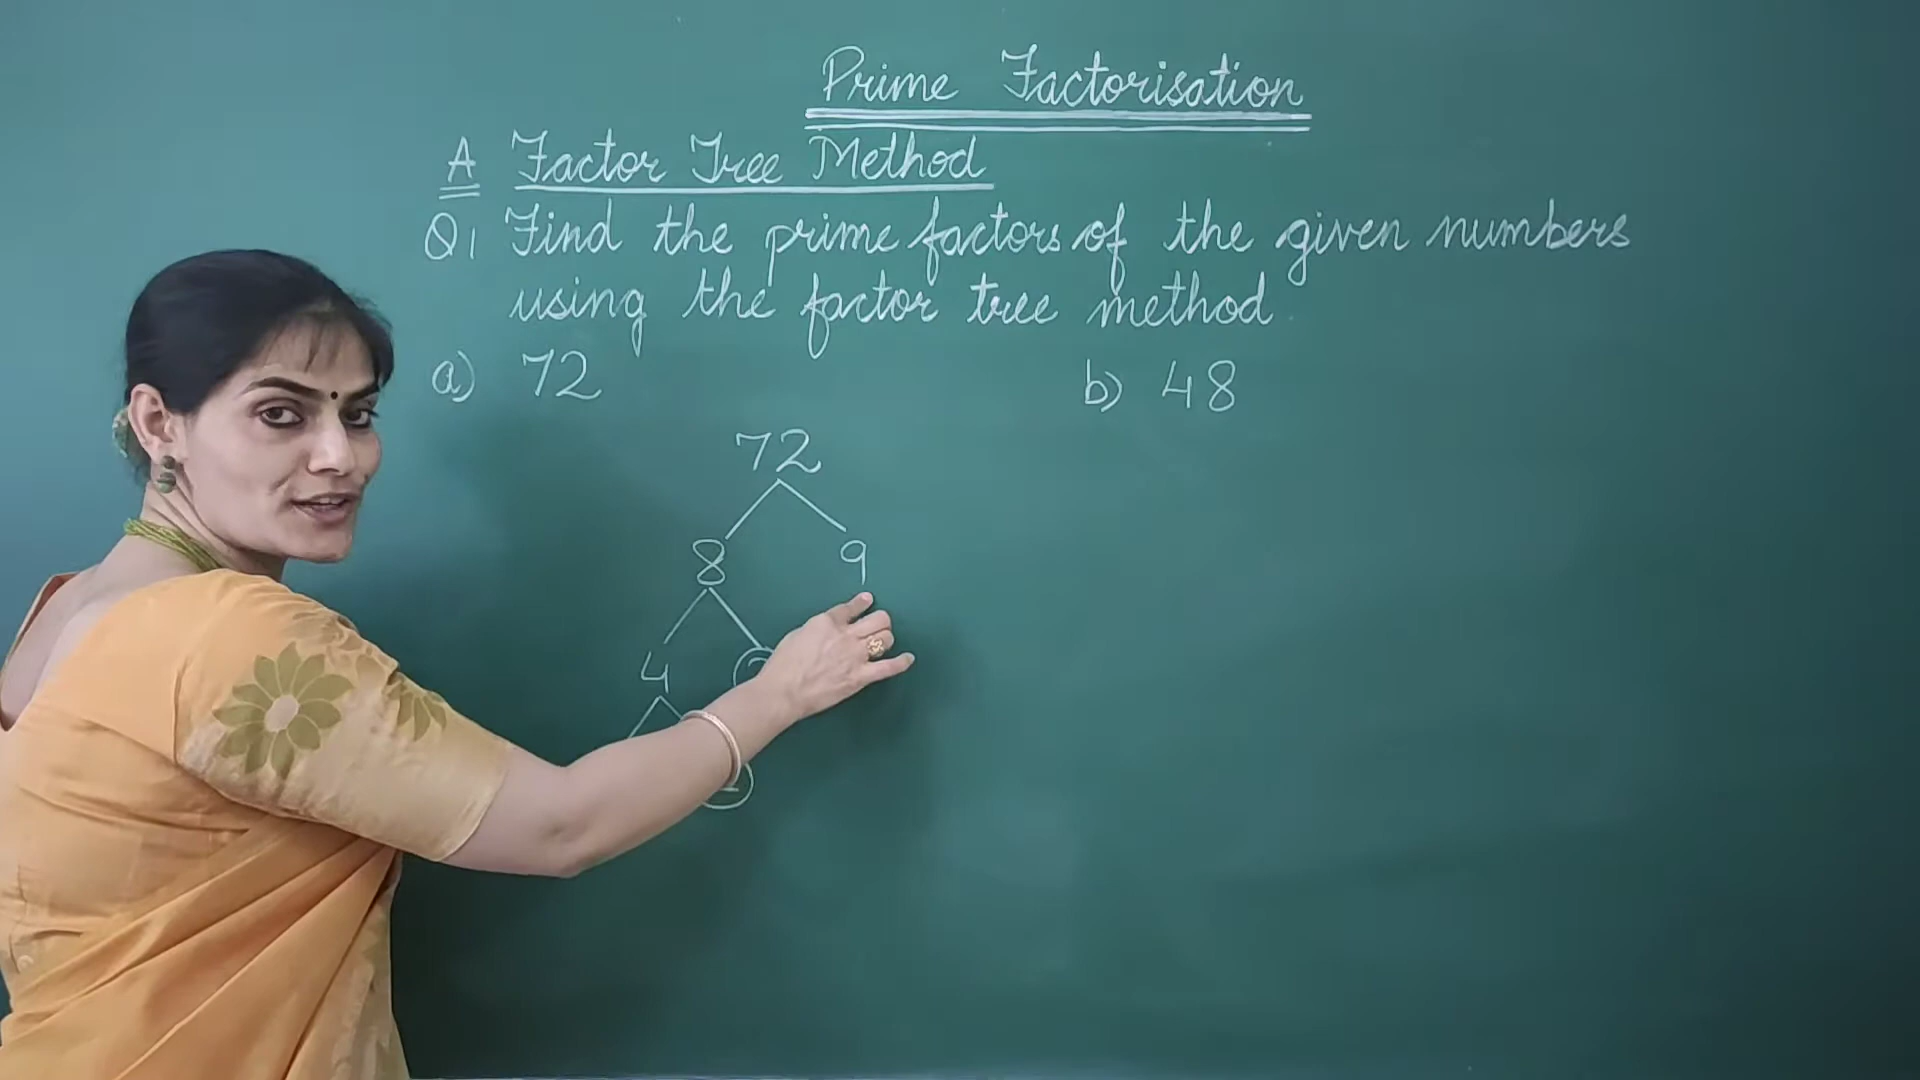 Prime Factorisation
A Factor Tree Method
Q1 Find the prime factors of the given numbers
using the factor tree method
a) 72 b) 48
72
8 9
4